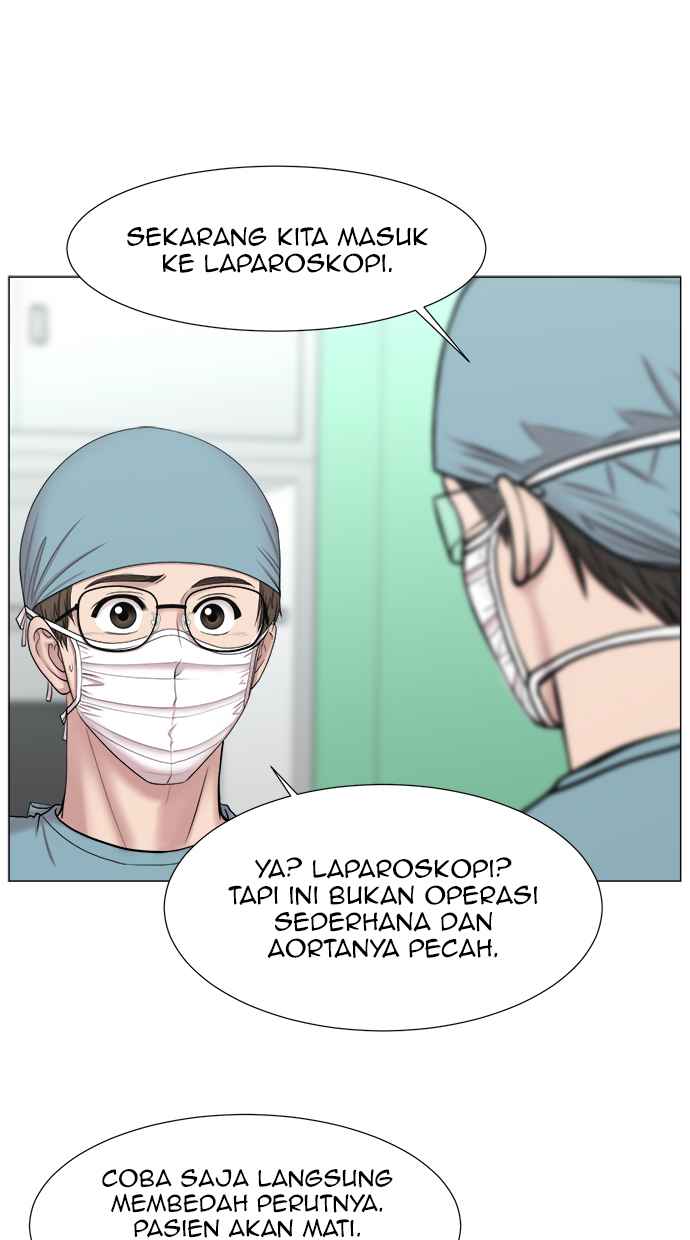 SEKARANG KITA MASUK
KE LAPAROSKOPI.
YA? LAPAROSKOPI?
TAPI INI BUKAN OPERASI
SEDERHANA DAN
AORTANYA PECAH.
COBA SAJA LANGSUNG
MEMBEDAH PERUTNYA.
PASIEN AKAN MATI.